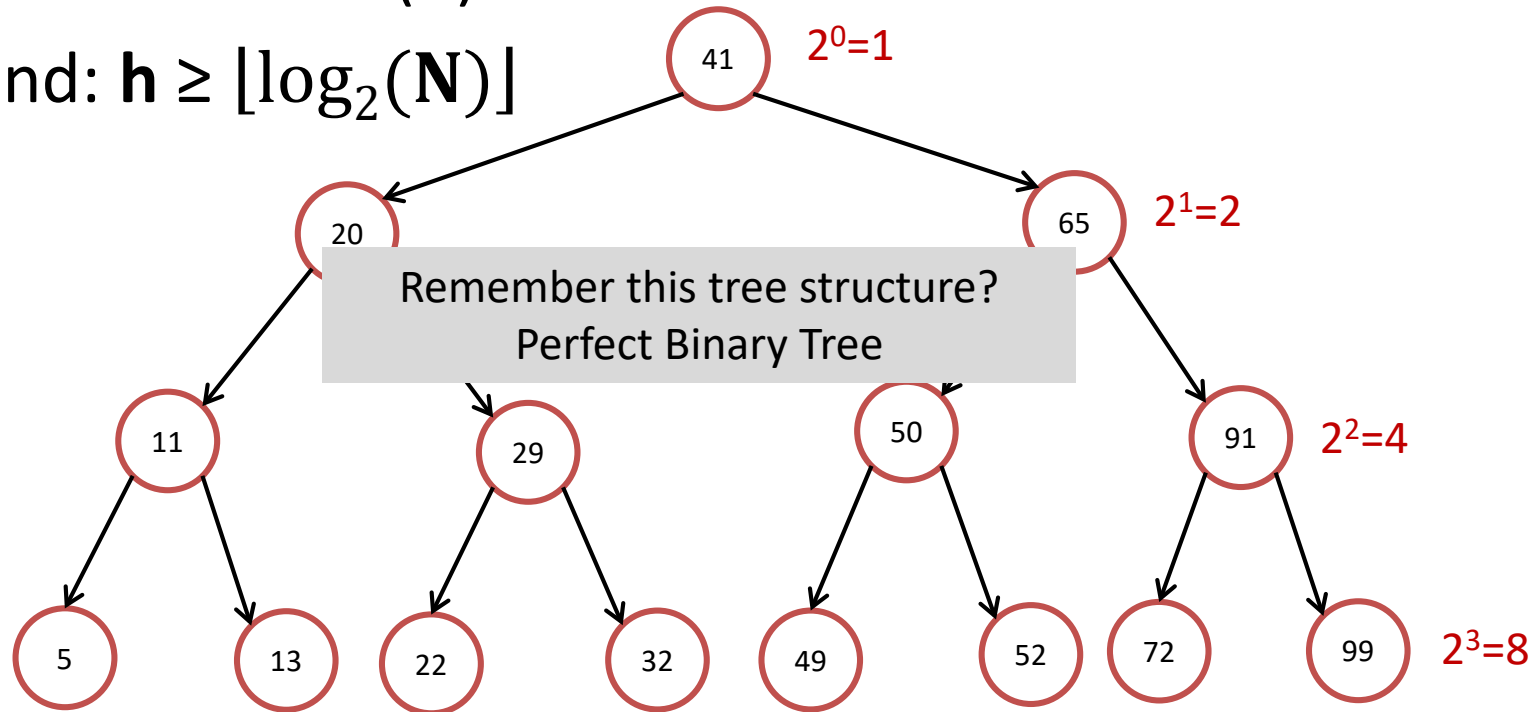 nd: h ≥ ⌊log₂(N)⌋
41 2⁰=1
20 65 2¹=2
Remember this tree structure?
Perfect Binary Tree
11 29 50 91 2²=4
5 13 22 32 49 52 72 99 2³=8